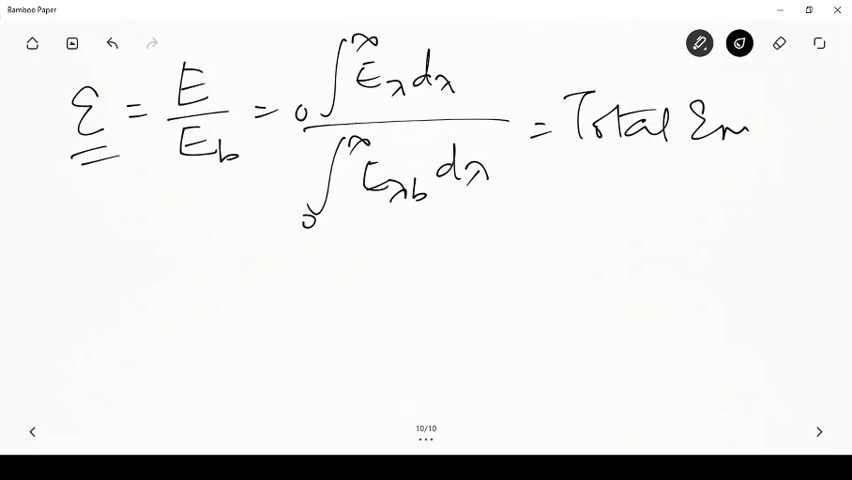 Bamboo Paper
ε = E / E_b = ₀∫^∞ E_λ dλ / ₀∫^∞ E_λb dλ = Total Em
10/10